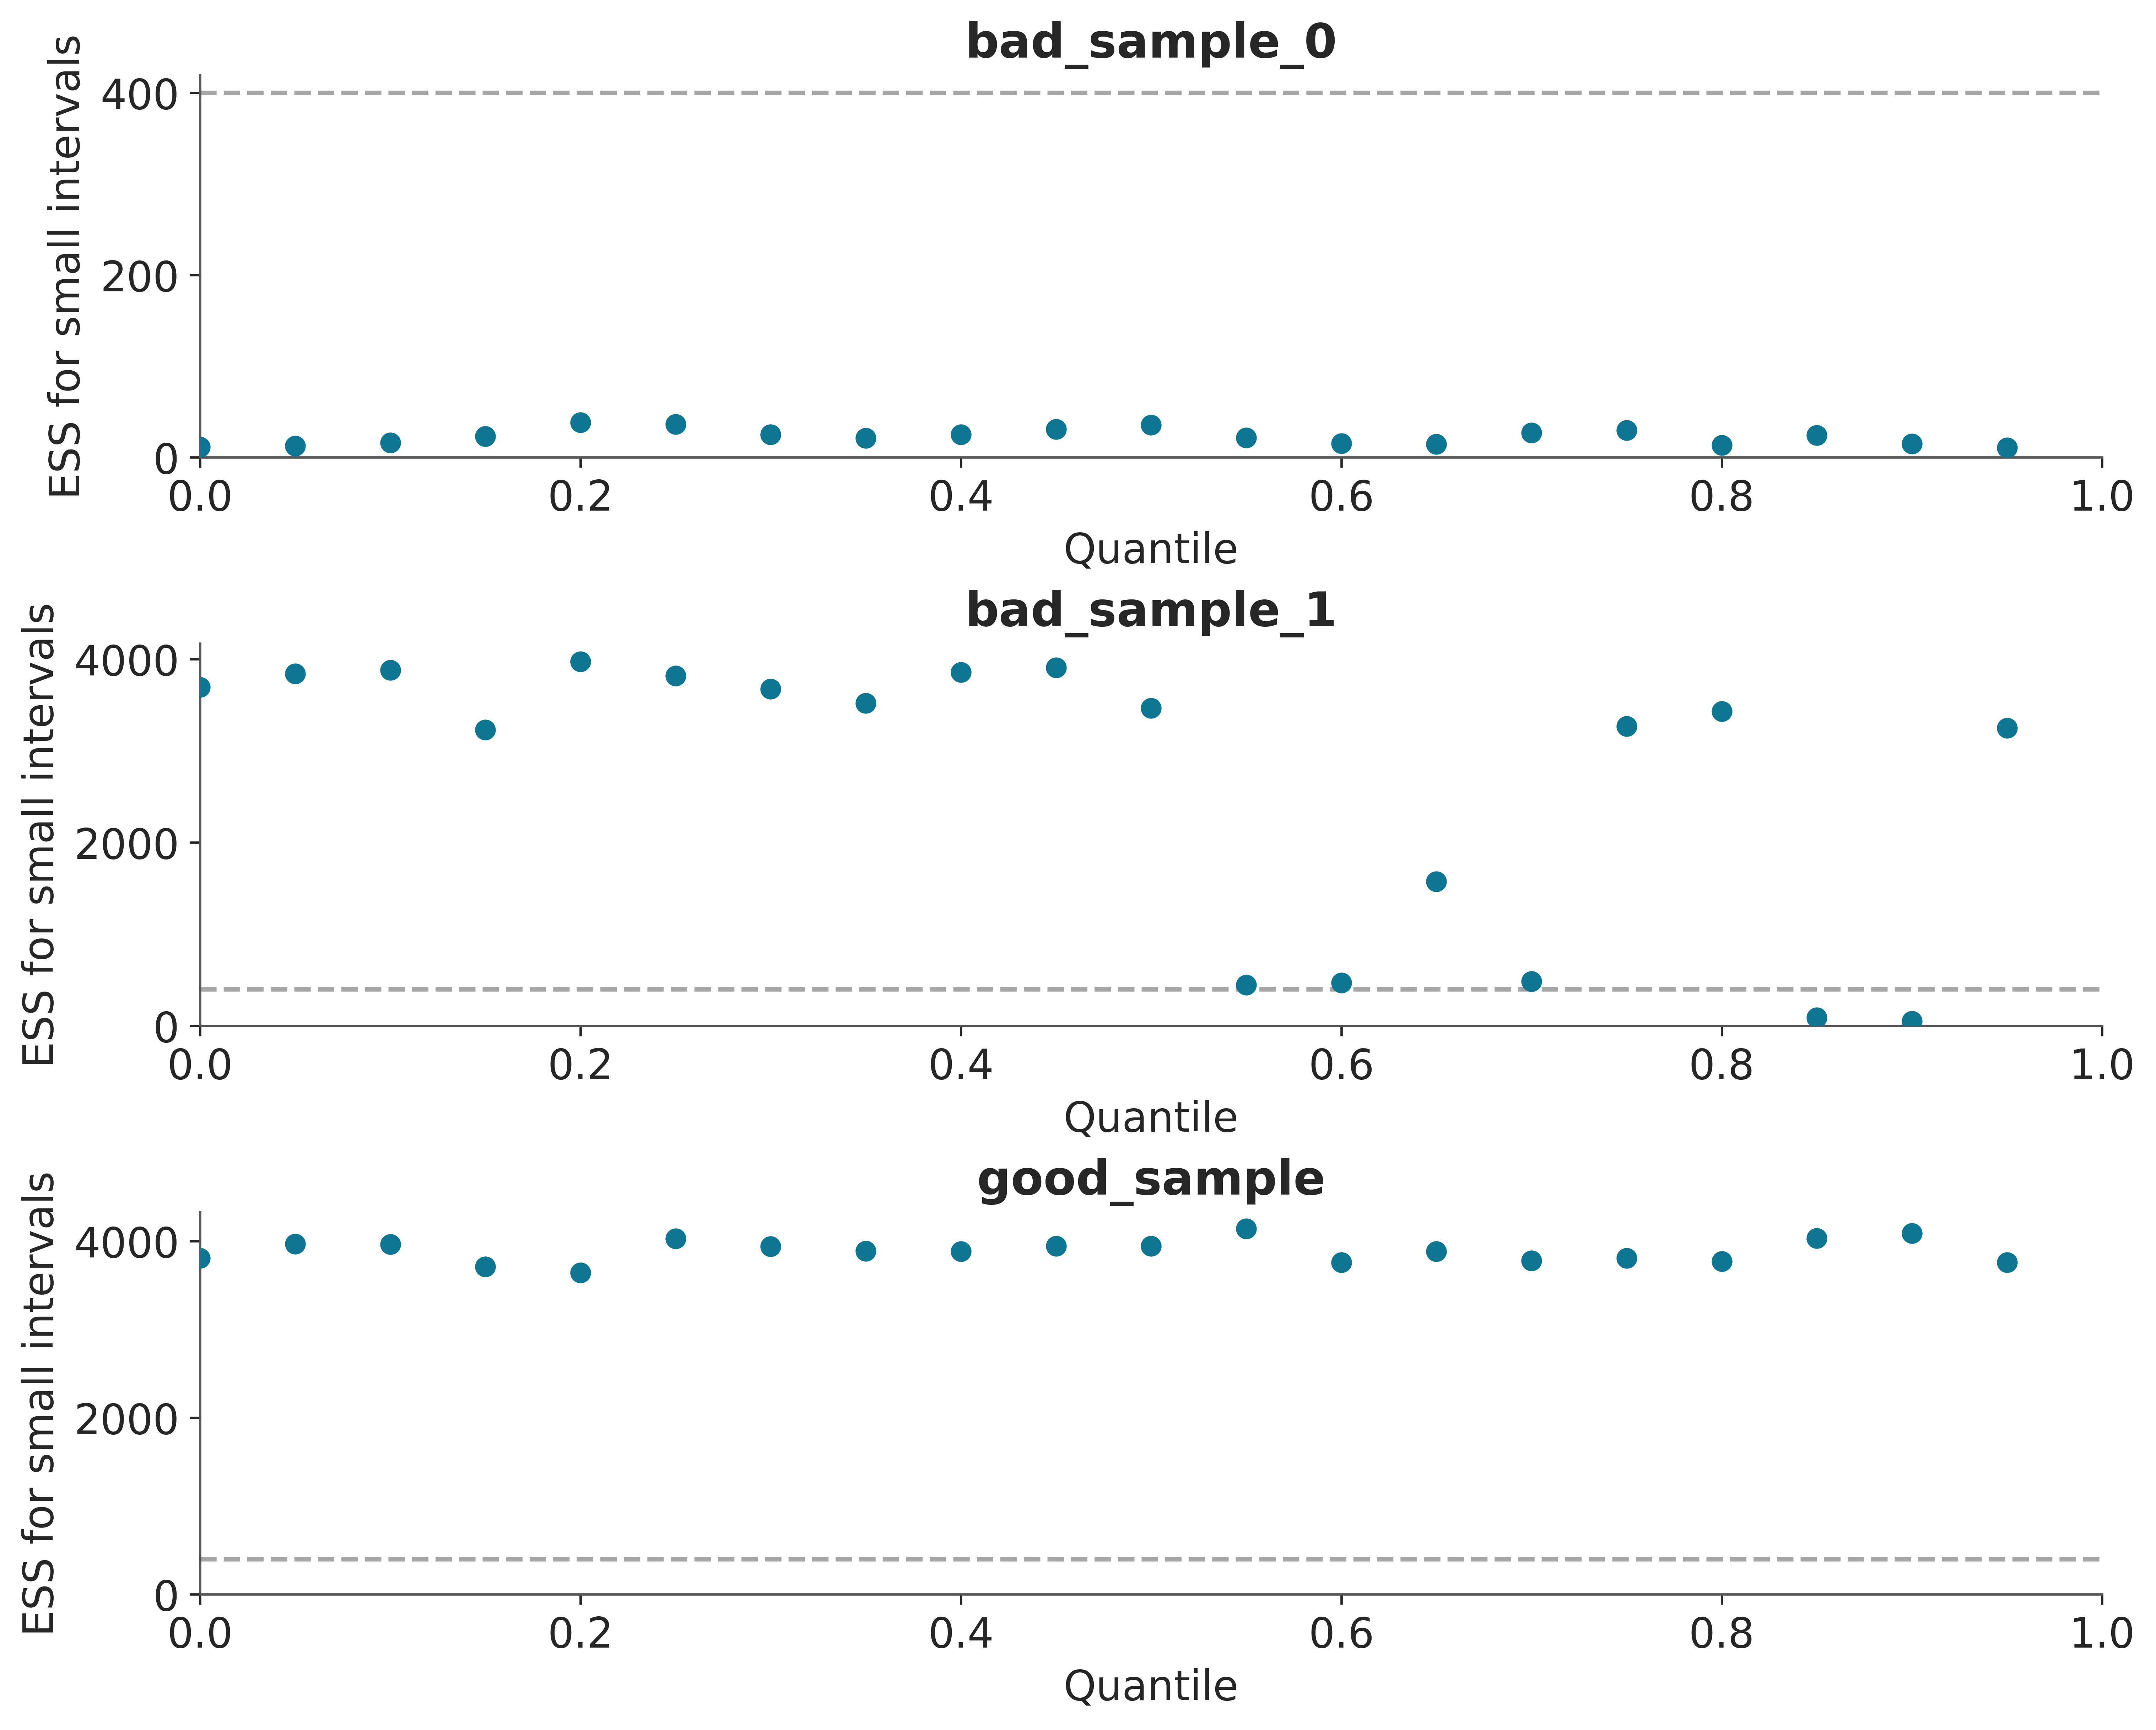 bad_sample_0
ESS for small intervals
400
200
0
0.0 0.2 0.4 0.6 0.8 1.0
Quantile
bad_sample_1
ESS for small intervals
4000
2000
0
0.0 0.2 0.4 0.6 0.8 1.0
Quantile
good_sample
ESS for small intervals
4000
2000
0
0.0 0.2 0.4 0.6 0.8 1.0
Quantile